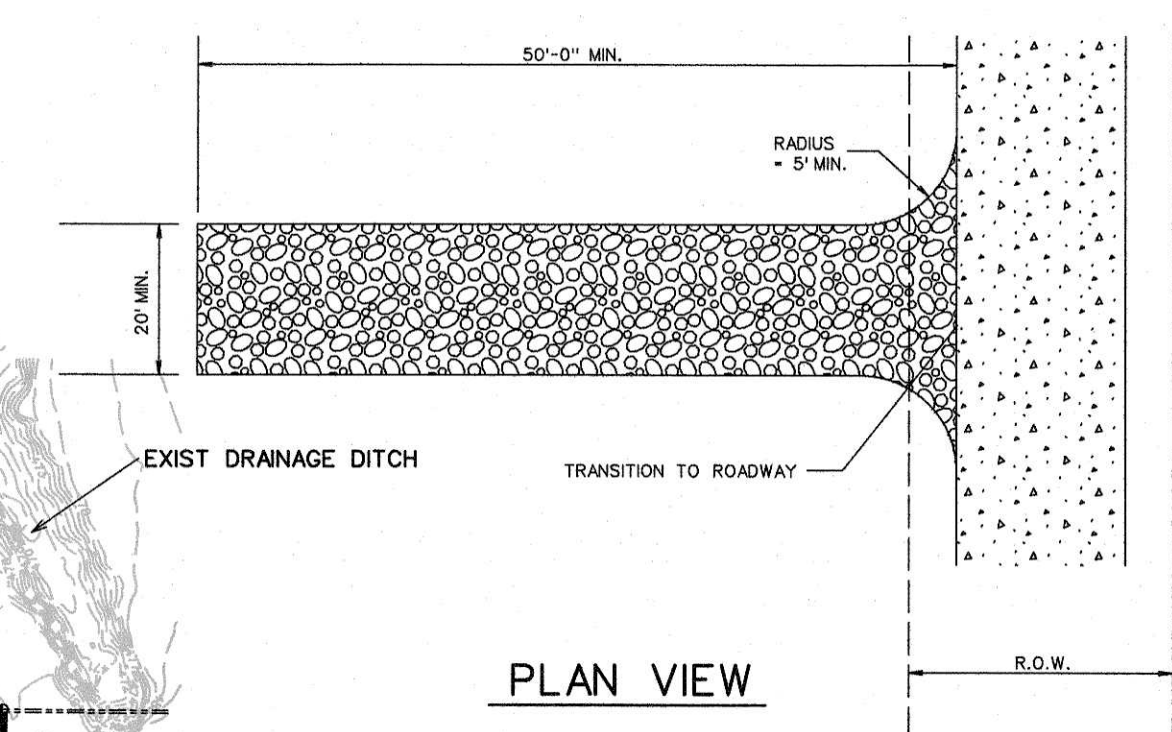 50'-0" MIN.
RADIUS
= 5' MIN.
20' MIN.
EXIST DRAINAGE DITCH
TRANSITION TO ROADWAY
PLAN VIEW
R.O.W.